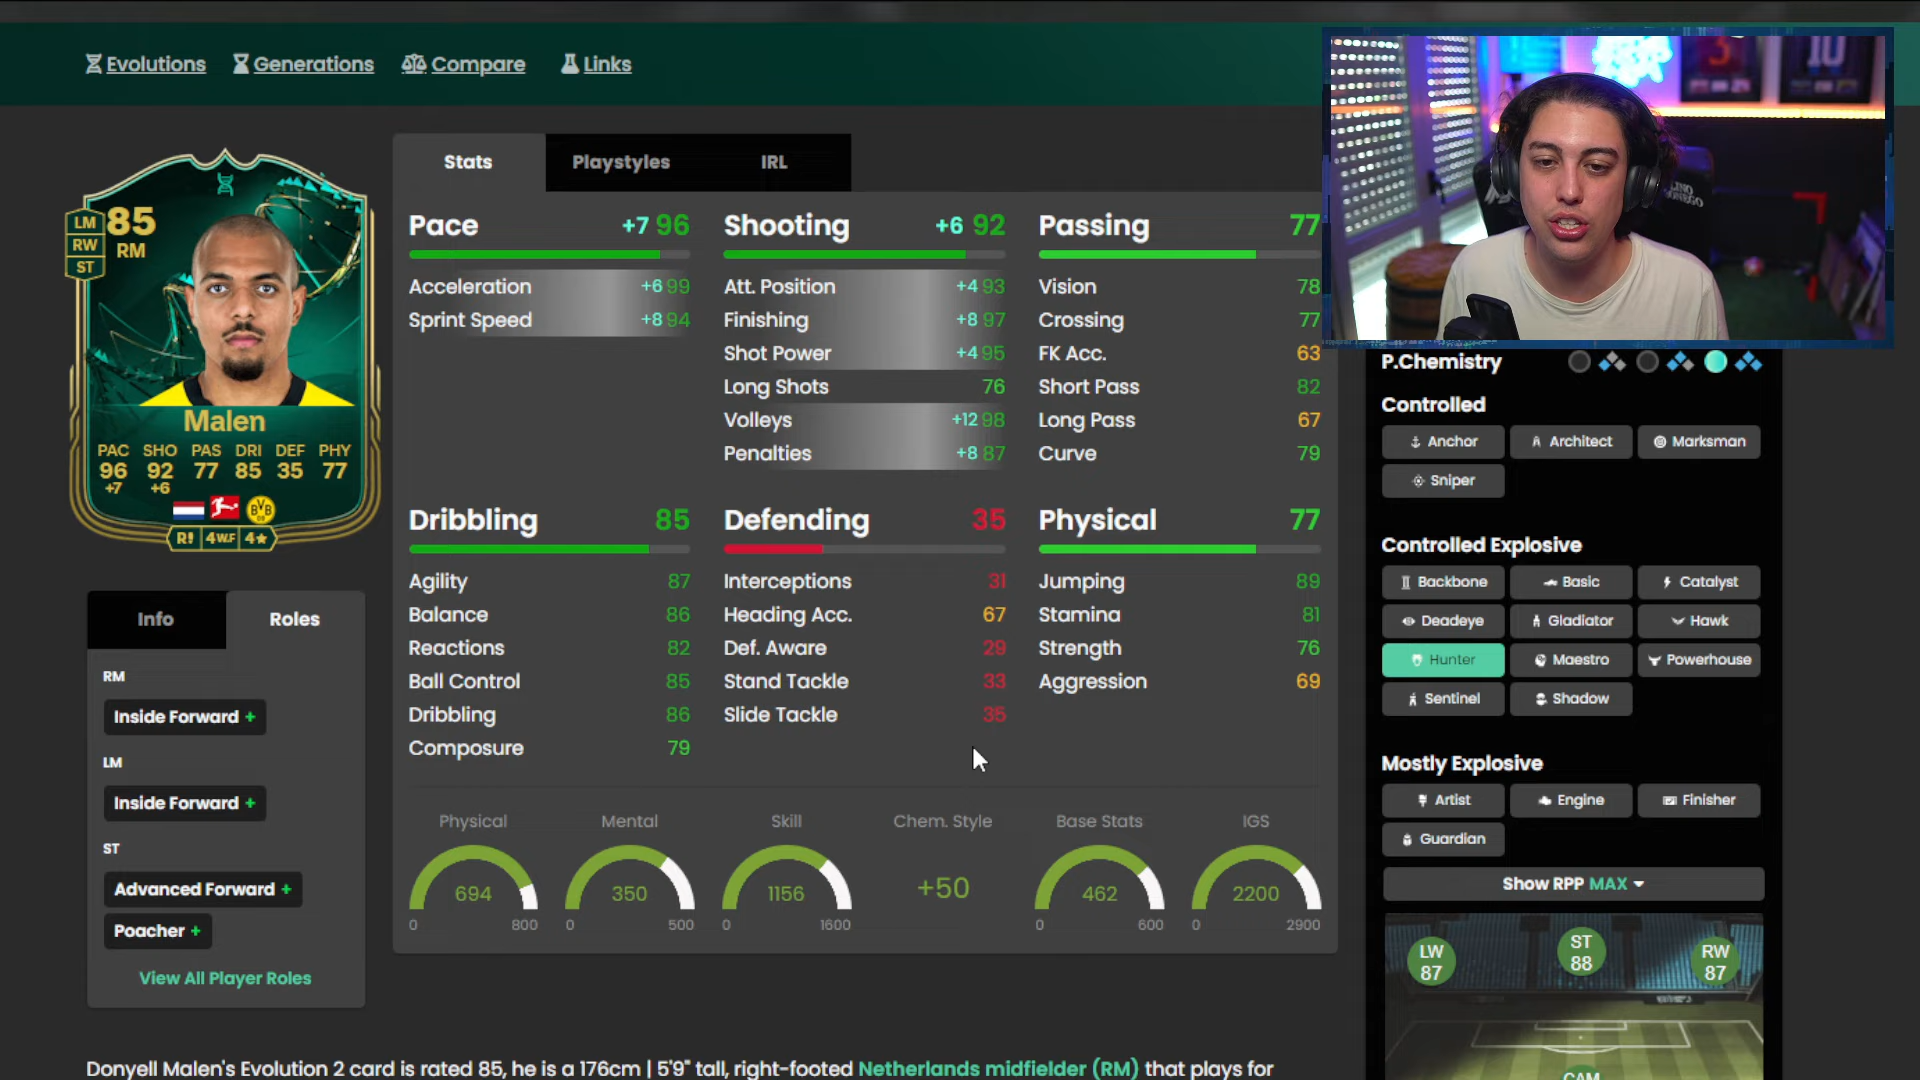 Evolutions Generations Compare Links
3 10
LINO
Stats Playstyles IRL
LM 85
RW RM
ST
Malen
PAC SHO PAS DRI DEF PHY
96 92 77 85 35 77
+7 +6
BVB
09
R! 4W.F 4★
Pace +7 96
Acceleration +6 99
Sprint Speed +8 94
Shooting +6 92
Att. Position +4 93
Finishing +8 97
Shot Power +4 95
Long Shots 76
Volleys +12 98
Penalties +8 87
Passing 77
Vision 78
Crossing 77
FK Acc. 63
Short Pass 82
Long Pass 67
Curve 79
Dribbling 85
Agility 87
Balance 86
Reactions 82
Ball Control 85
Dribbling 86
Composure 79
Defending 35
Interceptions 31
Heading Acc. 67
Def. Aware 29
Stand Tackle 33
Slide Tackle 35
Physical 77
Jumping 89
Stamina 81
Strength 76
Aggression 69
Physical Mental Skill Chem. Style Base Stats IGS
694 350 1156 +50 462 2200
0 800 0 500 0 1600 0 600 0 2900
Info Roles
RM
Inside Forward +
LM
Inside Forward +
ST
Advanced Forward +
Poacher +
View All Player Roles
P.Chemistry
Controlled
Anchor Architect Marksman
Sniper
Controlled Explosive
Backbone Basic Catalyst
Deadeye Gladiator Hawk
Hunter Maestro Powerhouse
Sentinel Shadow
Mostly Explosive
Artist Engine Finisher
Guardian
Show RPP MAX
LW ST RW
87 88 87
CAM
Donyell Malen's Evolution 2 card is rated 85, he is a 176cm | 5'9" tall, right-footed Netherlands midfielder (RM) that plays for